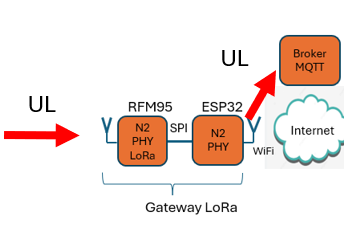 UL
UL
Broker
MQTT
RFM95
ESP32
N2
PHY
LoRa
SPI
N2
PHY
WiFi
Internet
Gateway LoRa